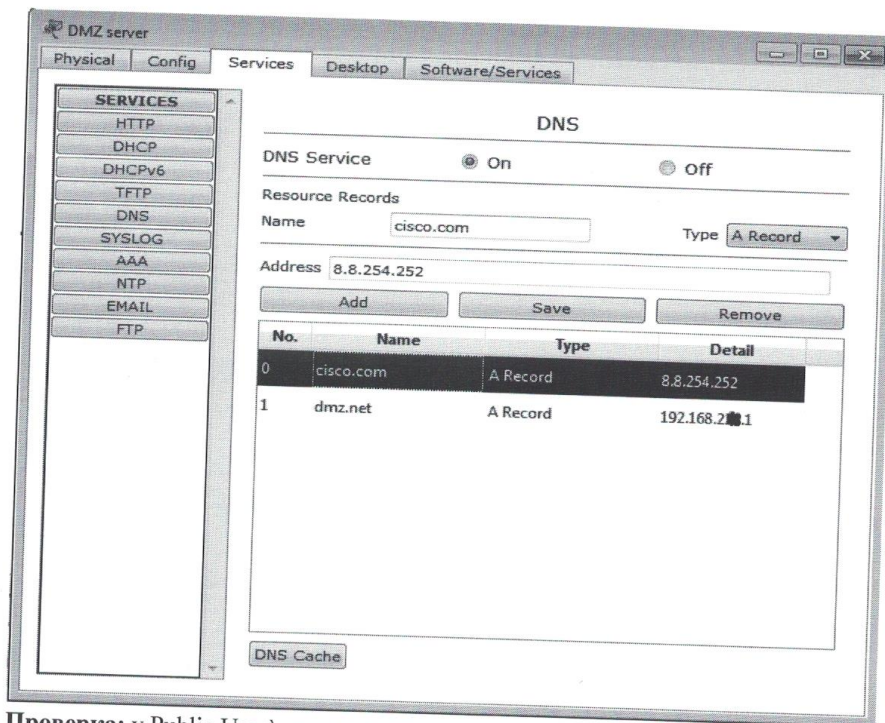 DMZ server
Physical Config Services Desktop Software/Services
SERVICES
HTTP
DHCP
DHCPv6
TFTP
DNS
SYSLOG
AAA
NTP
EMAIL
FTP
DNS
DNS Service On Off
Resource Records
Name cisco.com Type A Record
Address 8.8.254.252
Add Save Remove
No. Name Type Detail
0 cisco.com A Record 8.8.254.252
1 dmz.net A Record
DNS Cache
Проверка: у Public